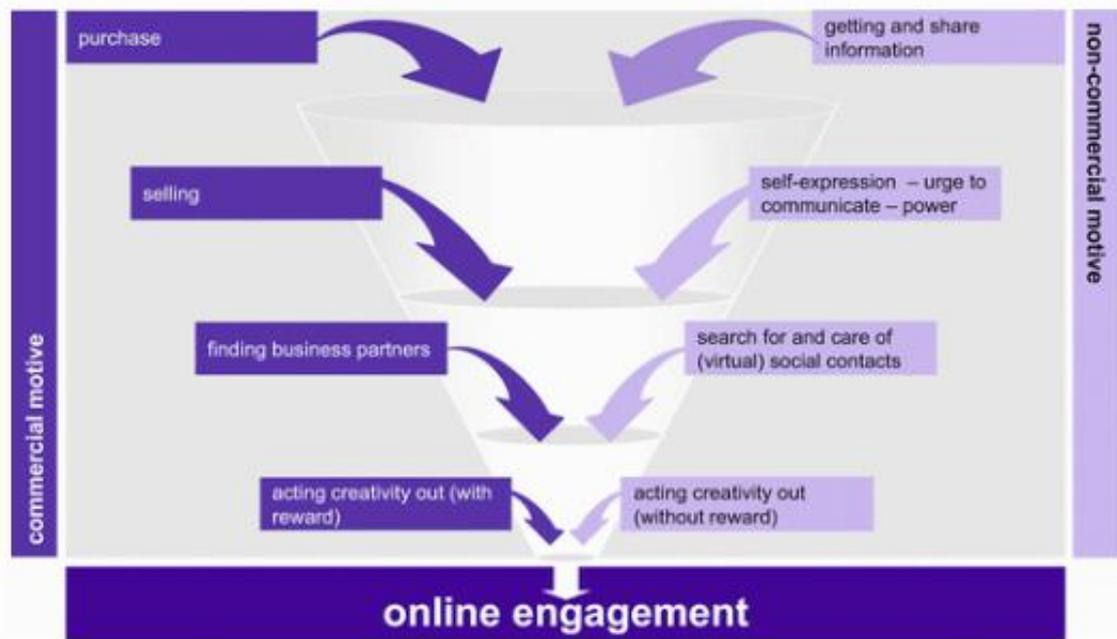 commercial motive
purchase
getting and share
information
non-commercial motive
selling
self-expression – urge to
communicate – power
finding business partners
search for and care of
(virtual) social contacts
acting creativity out (with
reward)
acting creativity out
(without reward)
online engagement